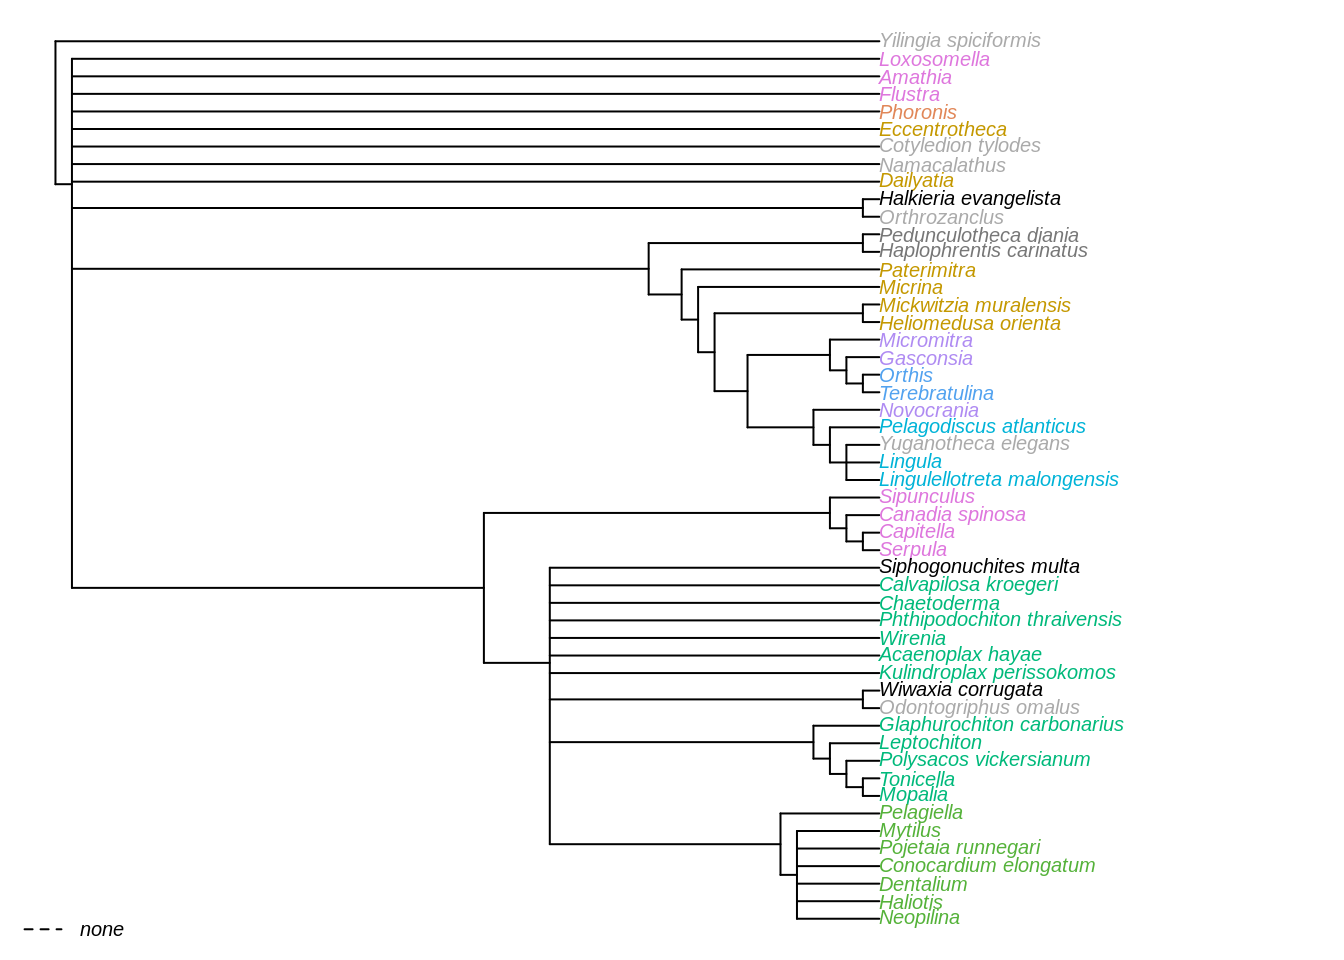 Yilingia spiciformis
Loxosomella
Amathia
Flustra
Phoronis
Eccentrotheca
Cotyledion tylodes
Namacalathus
Dailyatia
Halkieria evangelista
Orthrozanclus
Pedunculotheca diania
Haplophrentis carinatus
Paterimitra
Micrina
Mickwitzia muralensis
Heliomedusa orienta
Micromitra
Gasconsia
Orthis
Terebratulina
Novocrania
Pelagodiscus atlanticus
Yuganotheca elegans
Lingula
Lingulellotreta malongensis
Sipunculus
Canadia spinosa
Capitella
Serpula
Siphogonuchites multa
Calvapilosa kroegeri
Chaetoderma
Phthipodochiton thraivensis
Wirenia
Acaenoplax hayae
Kulindroplax perissokomos
Wiwaxia corrugata
Odontogriphus omalus
Glaphurochiton carbonarius
Leptochiton
Polysacos vickersianum
Tonicella
Mopalia
Pelagiella
Mytilus
Pojetaia runnegari
Conocardium elongatum
Dentalium
Haliotis
Neopilina
none